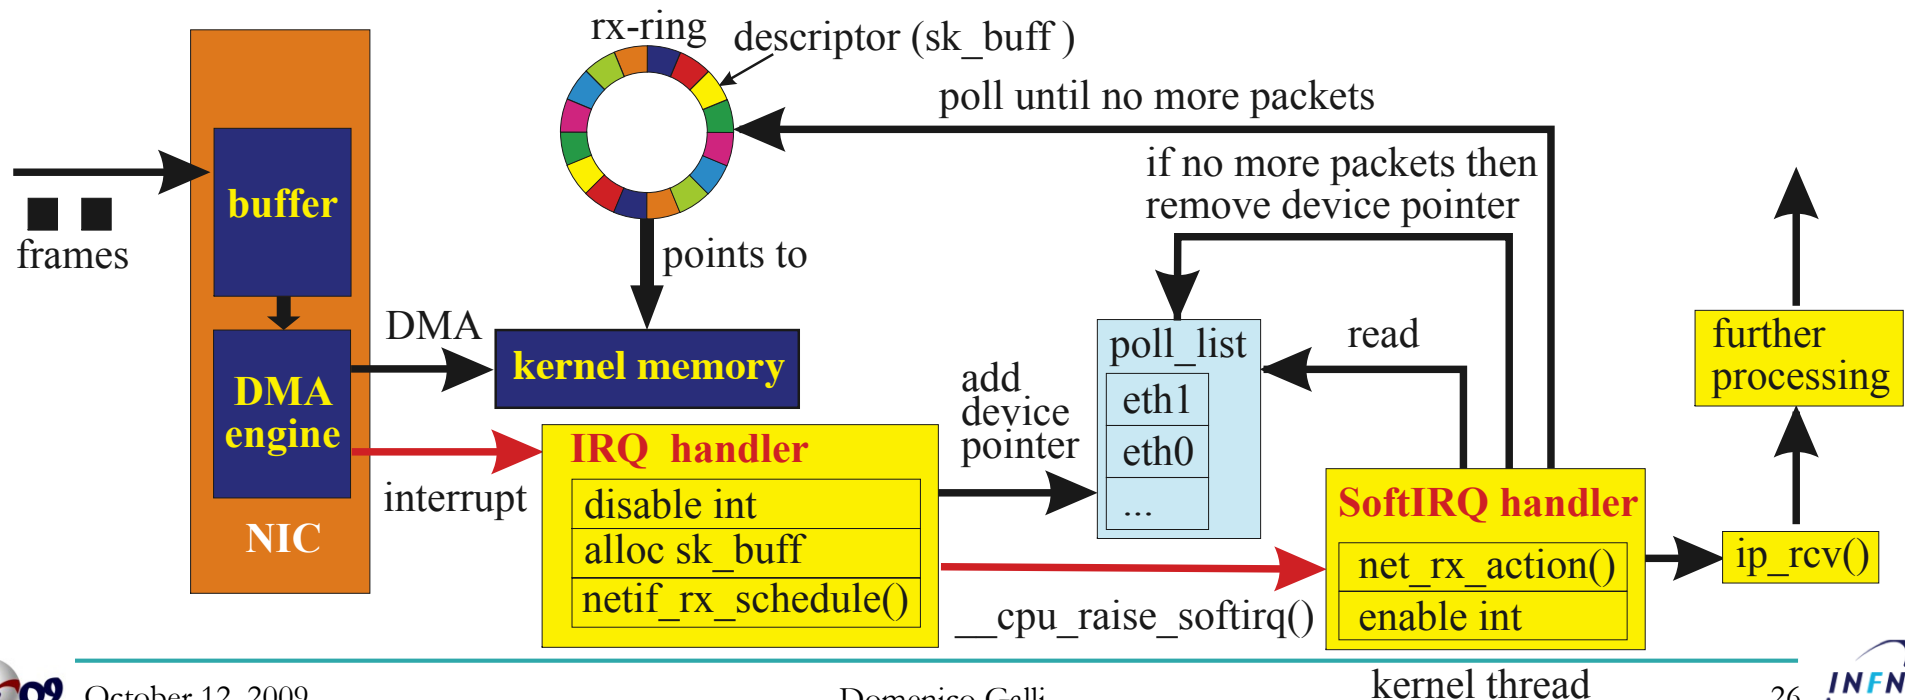 rx-ring
descriptor (sk_buff )
poll until no more packets
if no more packets then
remove device pointer
buffer
frames
points to
DMA
kernel memory
DMA
engine
NIC
interrupt
IRQ handler
disable int
alloc sk_buff
netif_rx_schedule()
add
device
pointer
poll_list
eth1
eth0
...
read
__cpu_raise_softirq()
SoftIRQ handler
net_rx_action()
enable int
kernel thread
ip_rcv()
further
processing
09
October 12, 2009
Domenico Galli
26
INFN